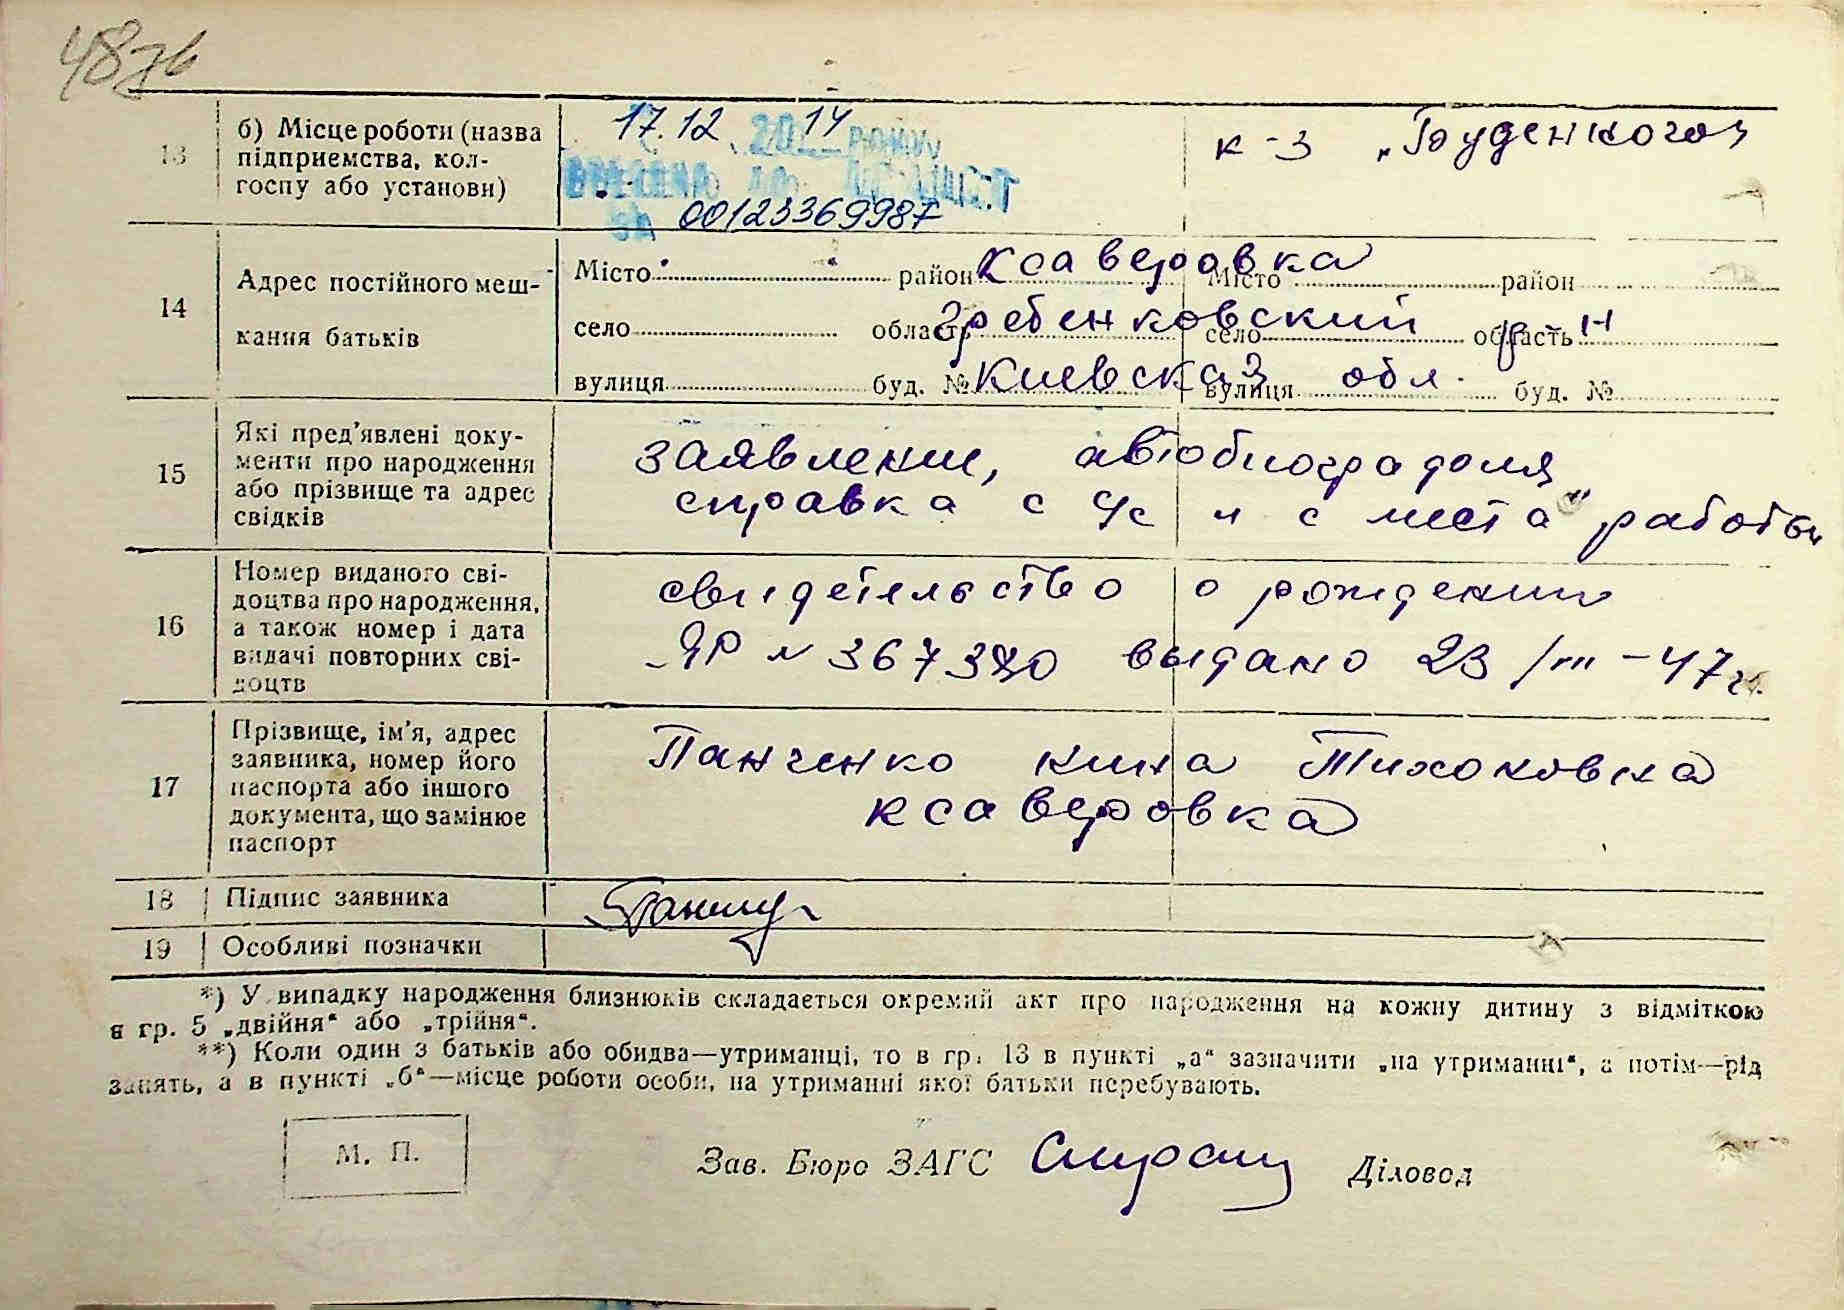 487
17.12 2014 року
ВНЕСЕНО ДО
за 00123369987
13 б) Місце роботи (назва підприємства, колгоспу або установи)
к-з „Буденного"
14 Адрес постійного мешкання батьків
Місто район Ксаверовка Місто район
село область Гребенковский село область р-н
вулиця буд. № Киевская обл. вулиця буд. №
15 Які пред'явлені документи про народження або прізвище та адрес свідків
заявление, автобиография
справка с с/с и с места работы
16 Номер виданого свідоцтва про народження, а також номер і дата видачі повторних свідоцтв
свидетельство о рождении
ЯР № 367380 выдано 23/III-47 г.
17 Прізвище, ім'я, адрес заявника, номер його паспорта або іншого документа, що замінює паспорт
Панченко Нина Тихоновна
Ксаверовка
18 Підпис заявника
19 Особливі позначки
*) У випадку народження близнюків складається окремий акт про народження на кожну дитину з відміткою
в гр. 5 „двійня" або „трійня".
**) Коли один з батьків або обидва—утриманці, то в гр. 13 в пункті „а" зазначити „на утриманні", а потім—рід
занять, а в пункті „б"—місце роботи особи, на утриманні якої батьки перебувають.
М. П.
Зав. Бюро ЗАГС Діловод